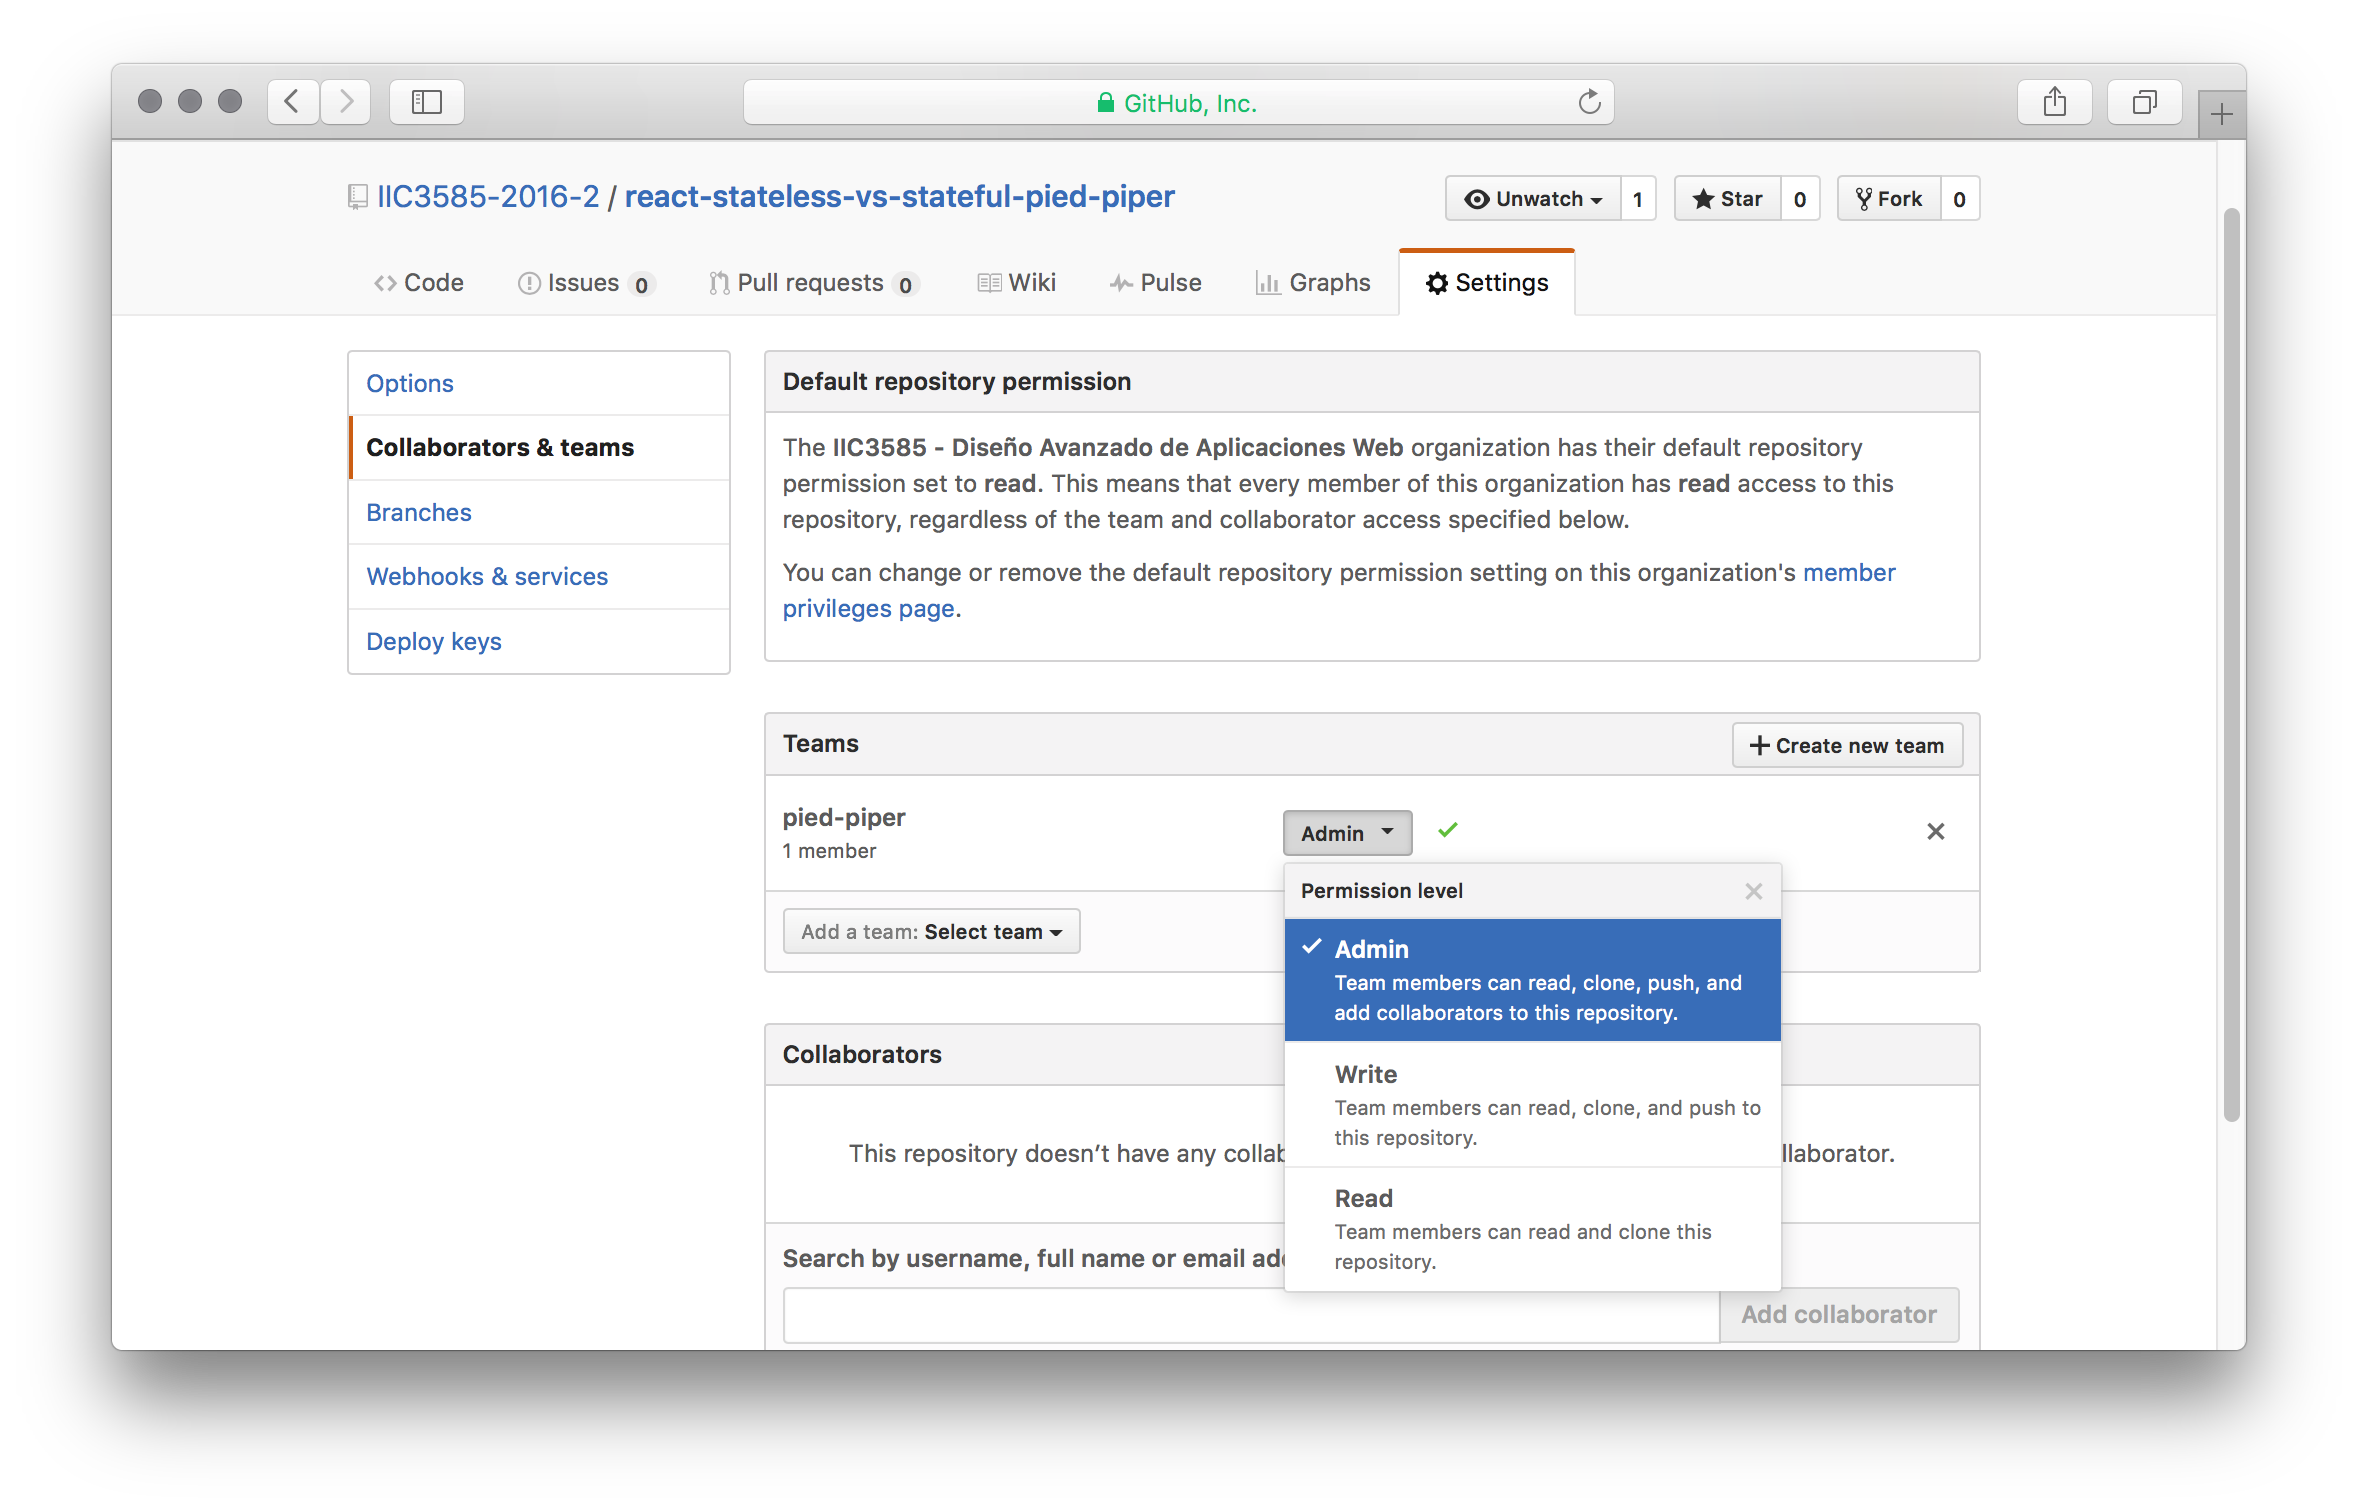 GitHub, Inc.
IIC3585-2016-2 / react-stateless-vs-stateful-pied-piper
Unwatch 1 Star 0 Fork 0
Code Issues 0 Pull requests 0 Wiki Pulse Graphs Settings
Options
Collaborators & teams
Branches
Webhooks & services
Deploy keys
Default repository permission
The IIC3585 - Diseño Avanzado de Aplicaciones Web organization has their default repository
permission set to read. This means that every member of this organization has read access to this
repository, regardless of the team and collaborator access specified below.
You can change or remove the default repository permission setting on this organization's member
privileges page.
Teams
Create new team
pied-piper
1 member
Admin
Add a team: Select team
Permission level
Admin
Team members can read, clone, push, and
add collaborators to this repository.
Write
Team members can read, clone, and push to
this repository.
Read
Team members can read and clone this
repository.
Collaborators
This repository doesn’t have any collab
llaborator.
Search by username, full name or email add
Add collaborator